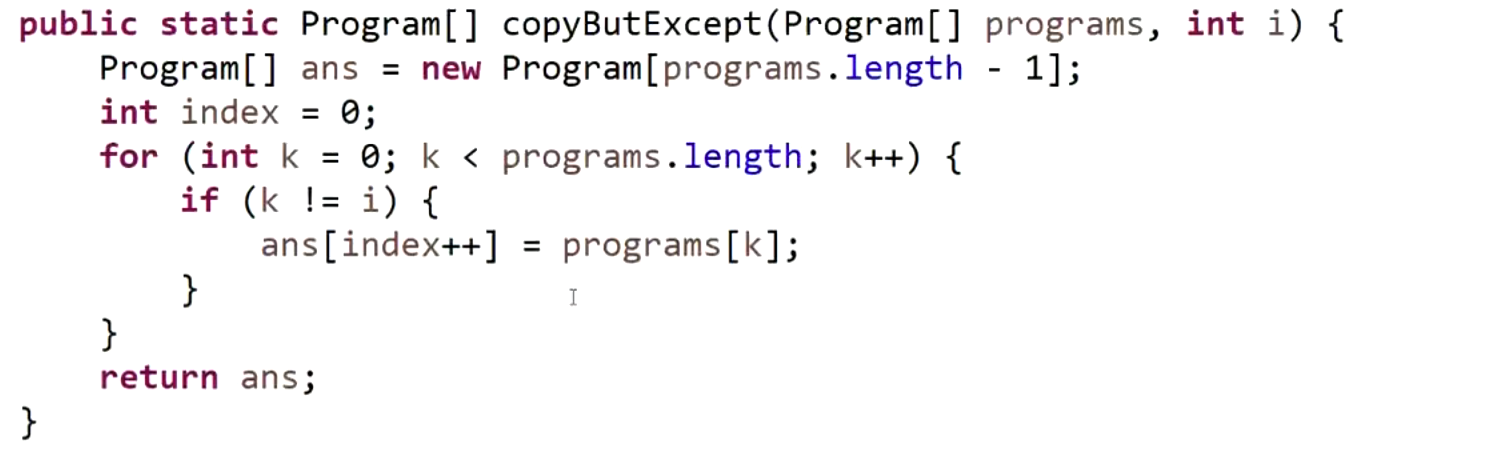 public static Program[] copyButExcept(Program[] programs, int i) {
    Program[] ans = new Program[programs.length - 1];
    int index = 0;
    for (int k = 0; k < programs.length; k++) {
        if (k != i) {
            ans[index++] = programs[k];
        }
    }
    return ans;
}